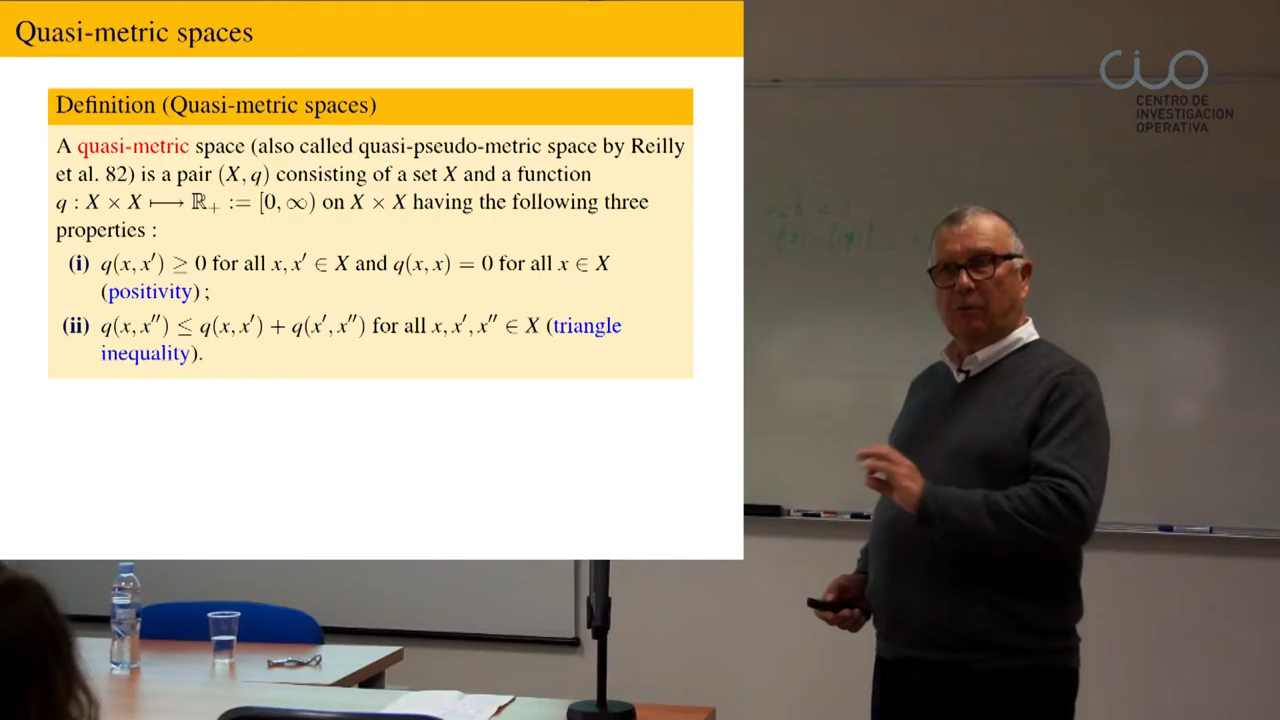 Quasi-metric spaces
Definition (Quasi-metric spaces)
A quasi-metric space (also called quasi-pseudo-metric space by Reilly
et al. 82) is a pair (X, q) consisting of a set X and a function
q : X × X ⟼ ℝ₊ := [0, ∞) on X × X having the following three
properties :
(i) q(x, x′) ≥ 0 for all x, x′ ∈ X and q(x, x) = 0 for all x ∈ X
(positivity) ;
(ii) q(x, x″) ≤ q(x, x′) + q(x′, x″) for all x, x′, x″ ∈ X (triangle
inequality).
CIO
CENTRO DE
INVESTIGACION
OPERATIVA